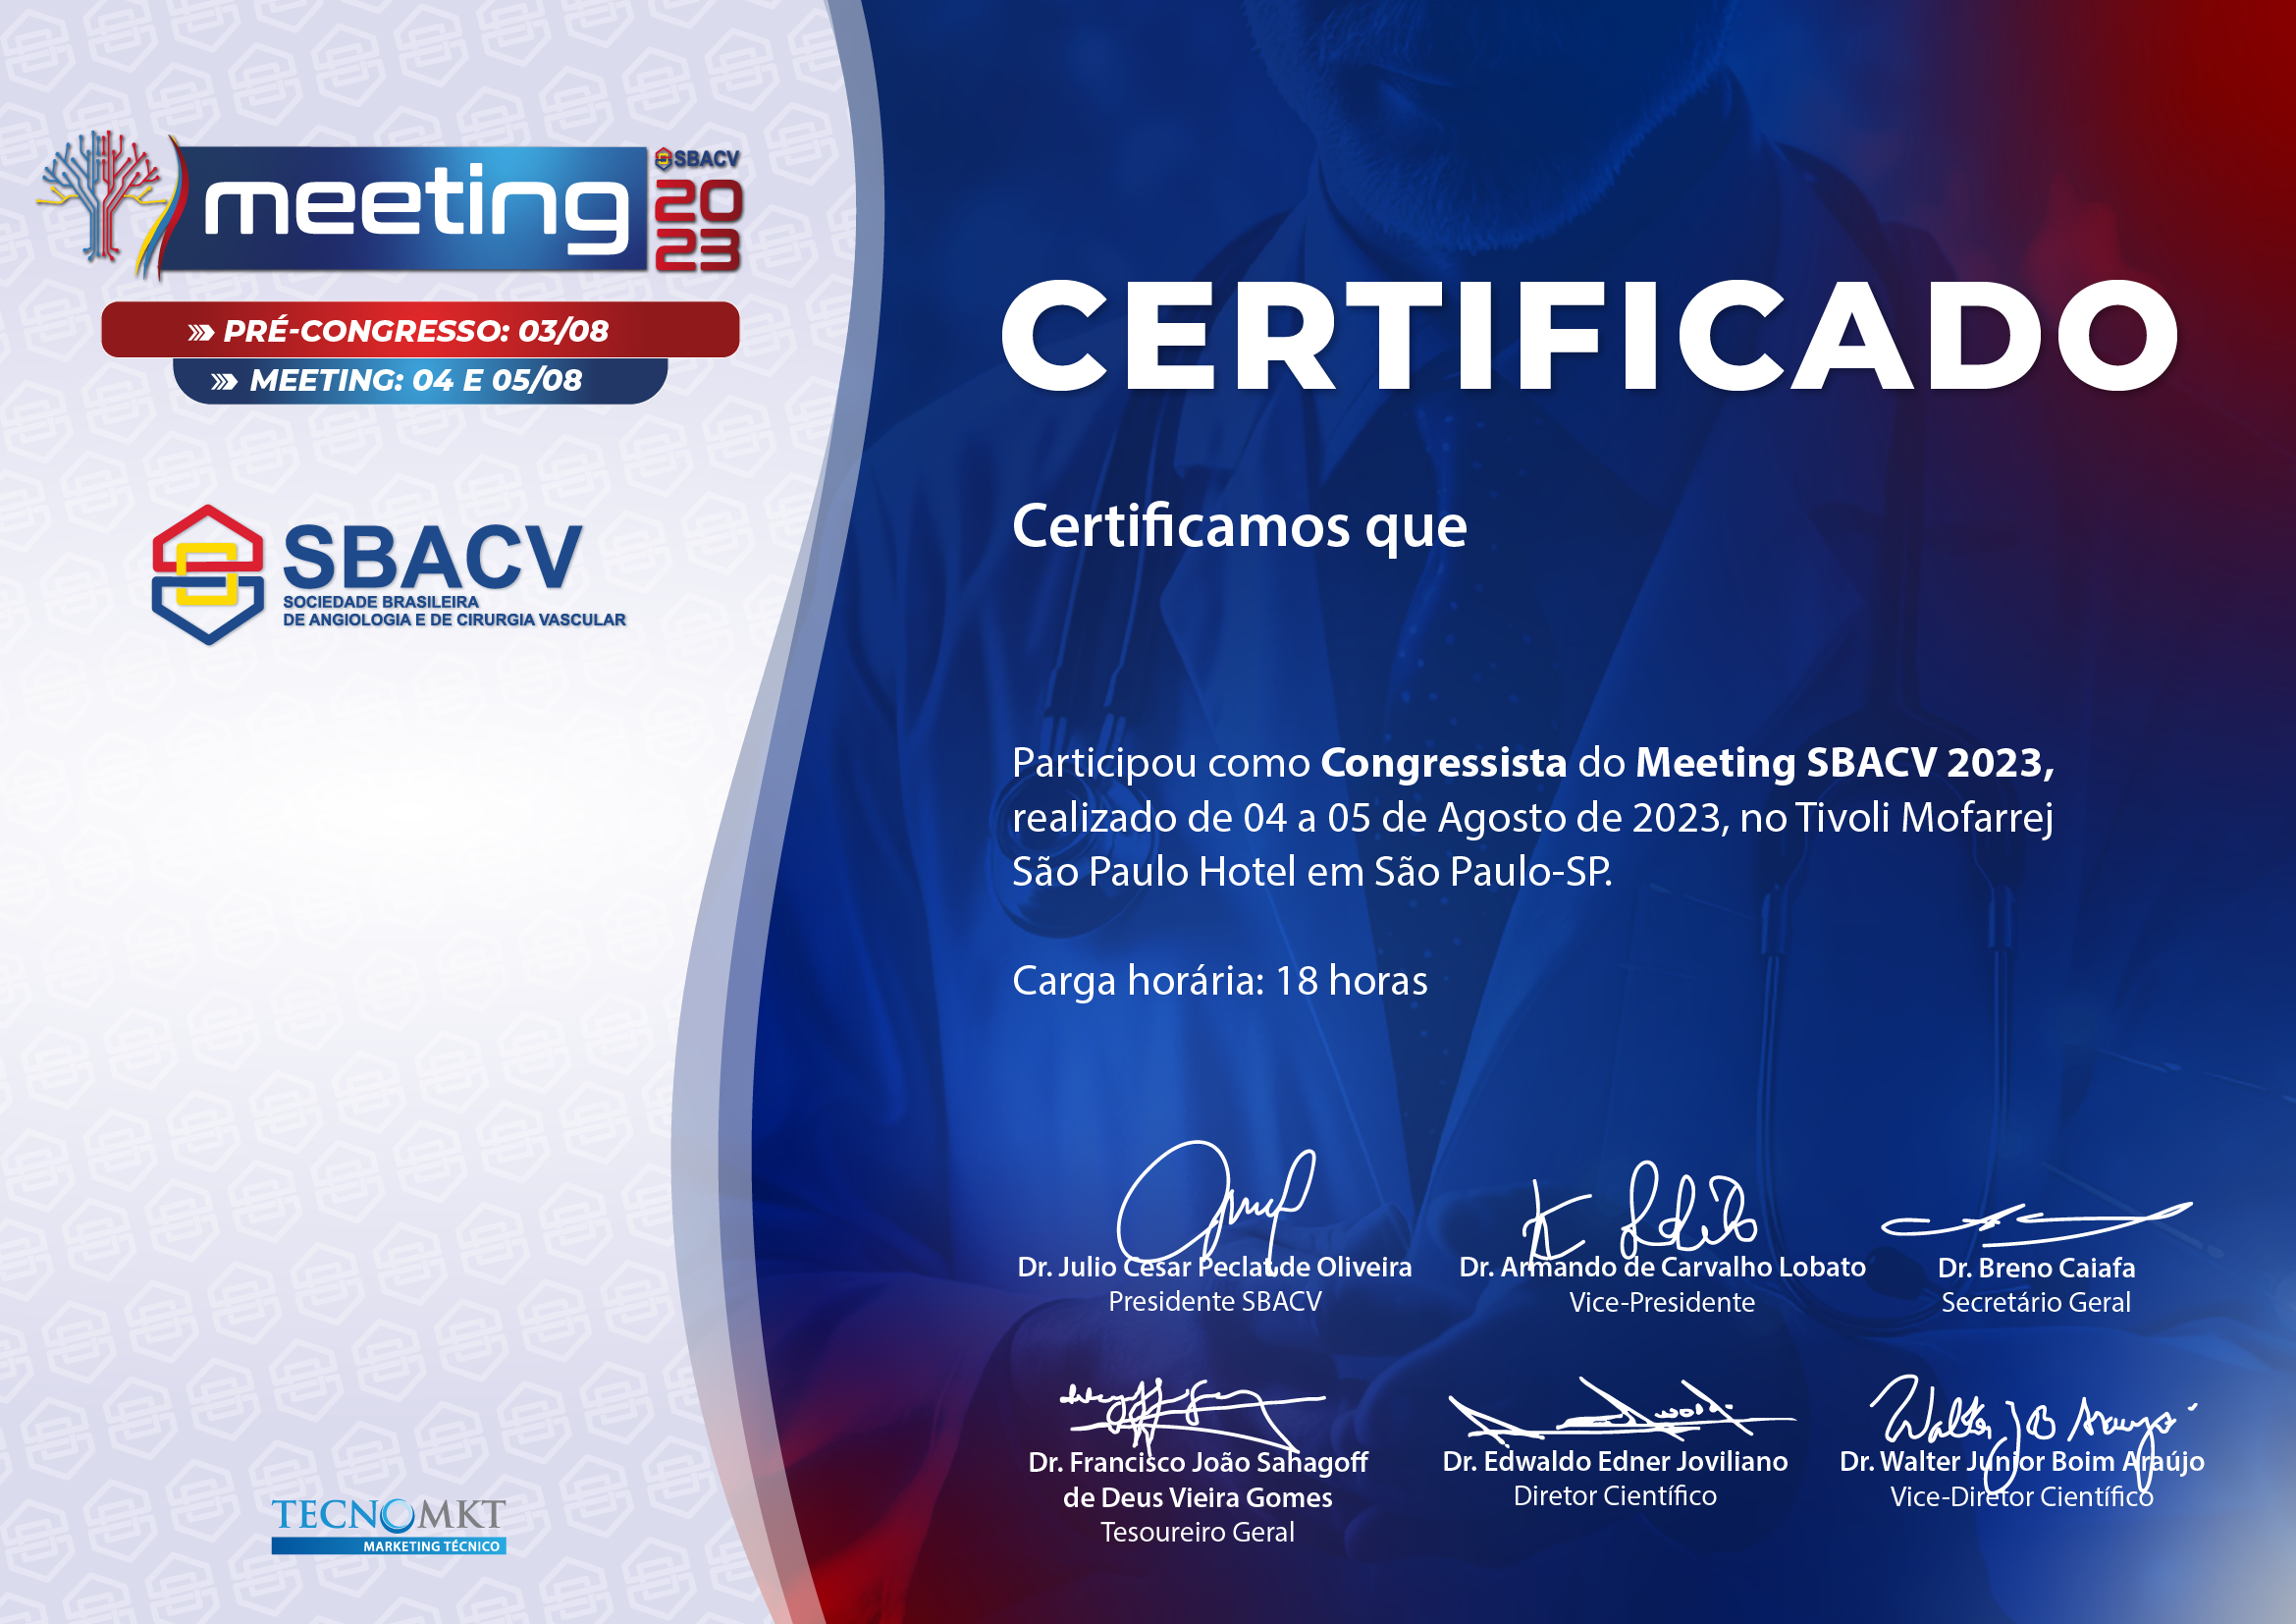 meeting
SBACV
20
23
PRÉ-CONGRESSO: 03/08
MEETING: 04 E 05/08
SBACV
SOCIEDADE BRASILEIRA
DE ANGIOLOGIA E DE CIRURGIA VASCULAR
CERTIFICADO
Certificamos que
Participou como Congressista do Meeting SBACV 2023,
realizado de 04 a 05 de Agosto de 2023, no Tivoli Mofarrej
São Paulo Hotel em São Paulo-SP.
Carga horária: 18 horas
Dr. Julio Cesar Peclat de Oliveira
Presidente SBACV
Dr. Armando de Carvalho Lobato
Vice-Presidente
Dr. Breno Caiafa
Secretário Geral
Dr. Francisco João Sahagoff
de Deus Vieira Gomes
Tesoureiro Geral
Dr. Edwaldo Edner Joviliano
Diretor Científico
Walter J B Araujo
Dr. Walter Junior Boim Araújo
Vice-Diretor Científico
TECNOMKT
MARKETING TÉCNICO